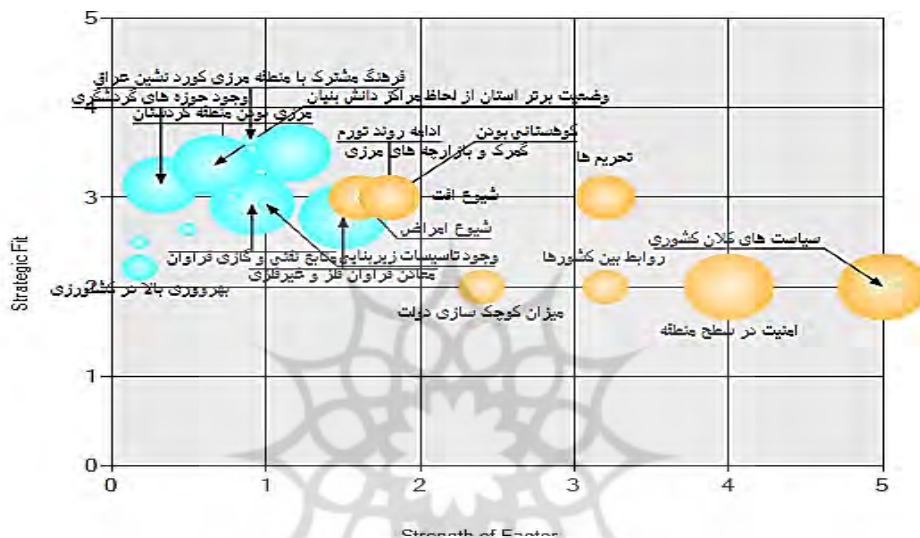 5
فرهنگ مشترک با منطقه مرزی کورد نشین عراق
وضعیت برتر استان از لحاظ مراکز دانش بنیان
وجود حوزه های گردشگری
4
مرزی بودن منطقه کردستان
ادامه روند تورم
کوهستانی بودن
گمرک و بازارچه های مرزی
تحریم ها
3
شیوع افت
شیوع امراض
سیاست های کلان کشوری
وجود تاسیسات زیربنایی
منابع نفتی و گازی فراوان
روابط بین کشورها
معادن فراوان فلز و غیرفلزی
2
بهرووری بالا در کشاورزی
میزان کوچک سازی دولت
امنیت در سطح منطقه
Strategic Fit
1
0
0 1 2 3 4 5
Strength of Factor